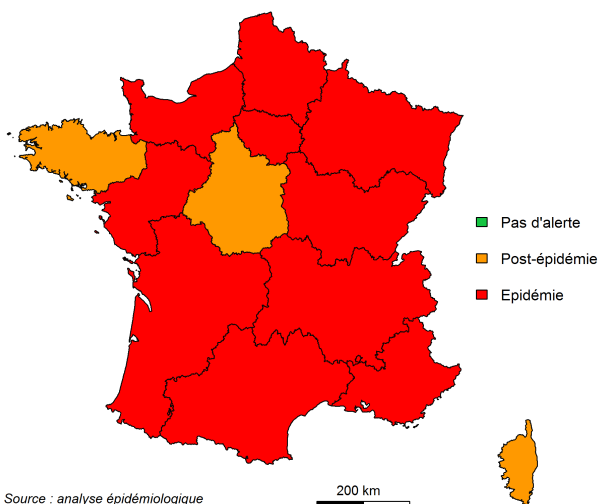 Pas d'alerte
Post-épidémie
Epidémie
200 km
Source : analyse épidémiologique